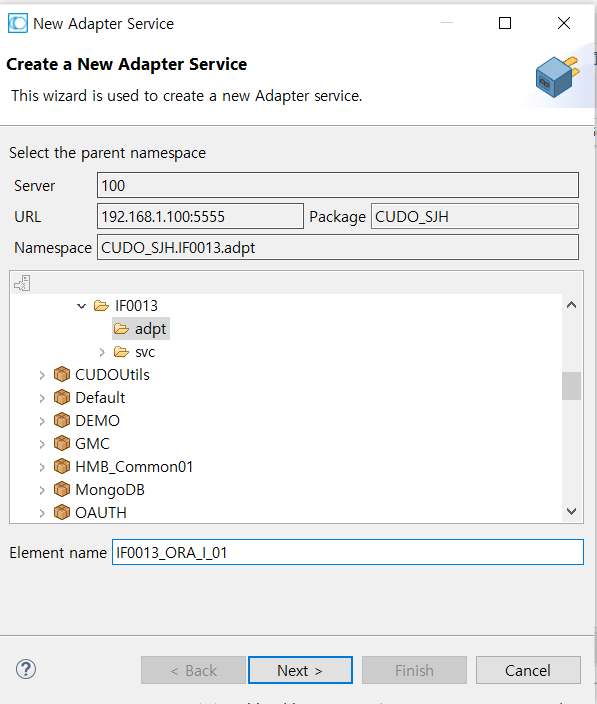 New Adapter Service
Create a New Adapter Service
This wizard is used to create a new Adapter service.
Select the parent namespace
Server 100
URL 192.168.1.100:5555 Package CUDO_SJH
Namespace CUDO_SJH.IF0013.adpt
IF0013
adpt
svc
CUDOUtils
Default
DEMO
GMC
HMB_Common01
MongoDB
OAUTH
Element name IF0013_ORA_I_01
< Back Next > Finish Cancel